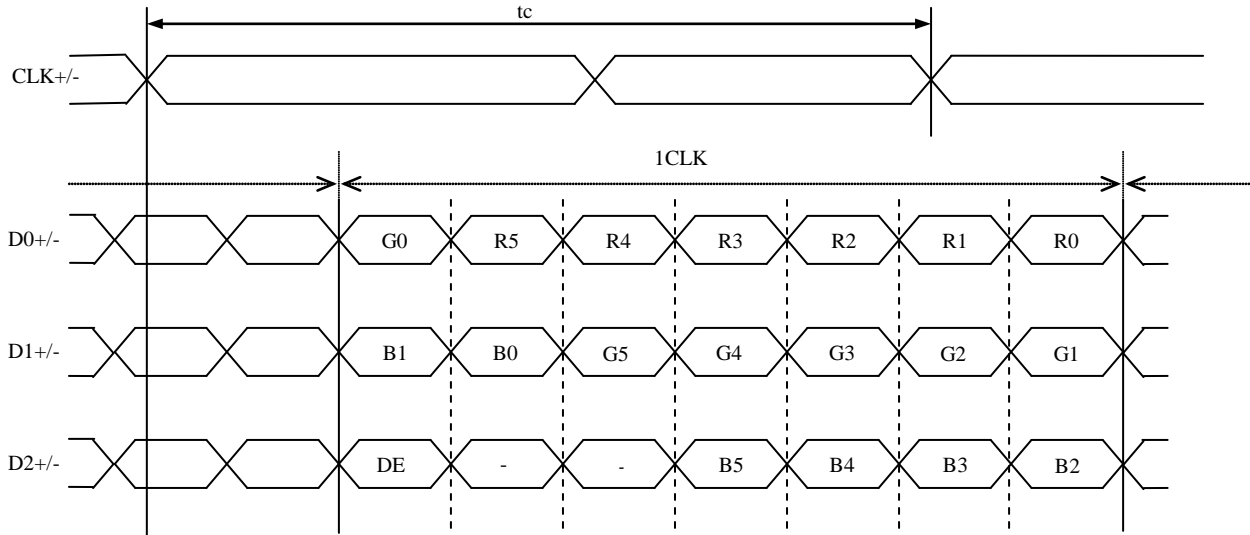 tc
CLK+/-
1CLK
D0+/- G0 R5 R4 R3 R2 R1 R0
D1+/- B1 B0 G5 G4 G3 G2 G1
D2+/- DE - - B5 B4 B3 B2